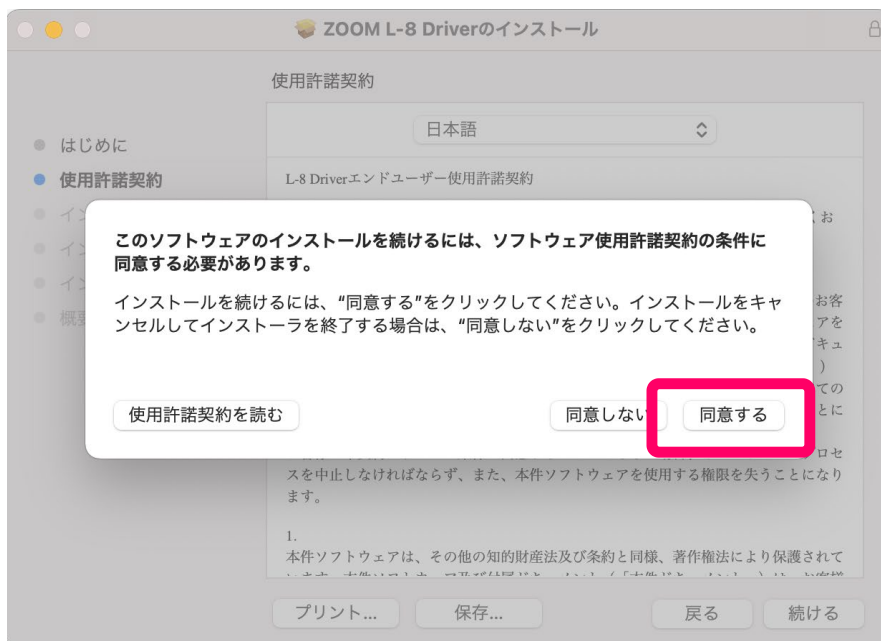 ZOOM L-8 Driverのインストール
使用許諾契約
日本語
はじめに
使用許諾契約
L-8 Driverエンドユーザー使用許諾契約
お
このソフトウェアのインストールを続けるには、ソフトウェア使用許諾契約の条件に
同意する必要があります。
インストールを続けるには、“同意する”をクリックしてください。インストールをキャ
ンセルしてインストーラを終了する場合は、“同意しない”をクリックしてください。
お客
アを
キュ
)
ての
とに
使用許諾契約を読む
同意しない
同意する
ロセ
スを中止しなければならず、また、本件ソフトウェアを使用する権限を失うことになり
ます。
1.
本件ソフトウェアは、その他の知的財産法及び条約と同様、著作権法により保護されて
プリント...
保存...
戻る
続ける